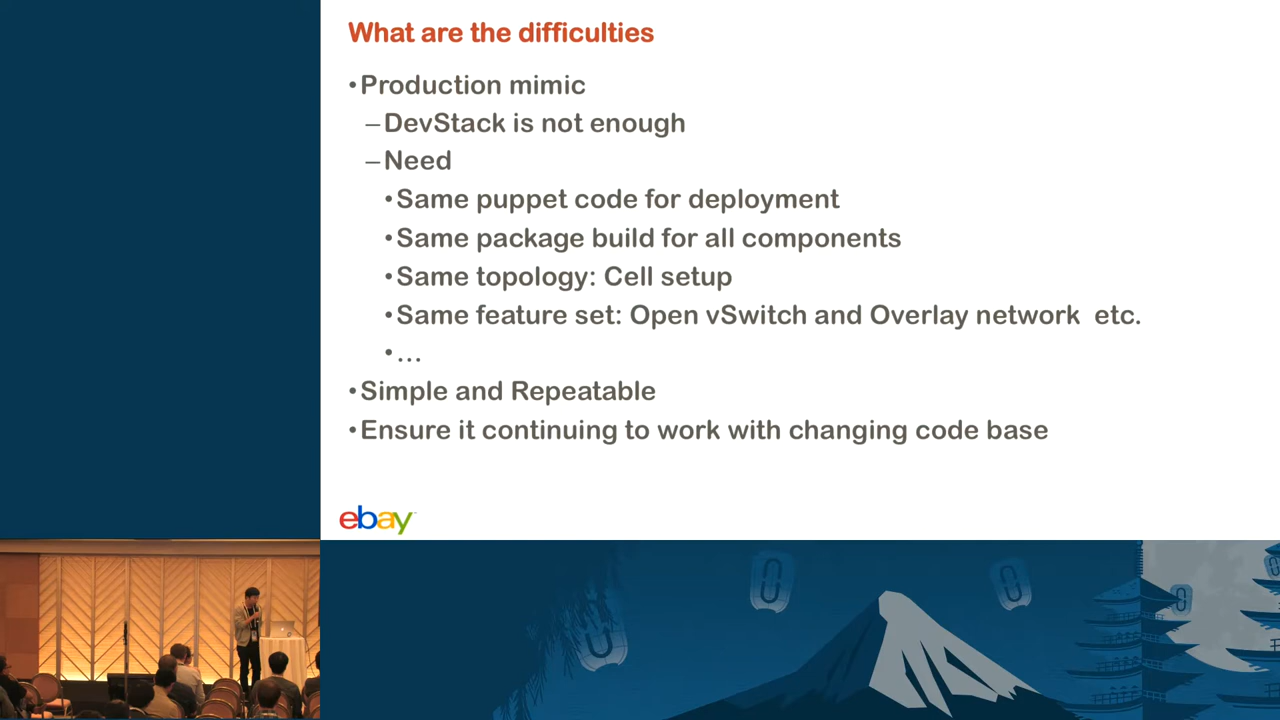 What are the difficulties
•Production mimic
–DevStack is not enough
–Need
•Same puppet code for deployment
•Same package build for all components
•Same topology: Cell setup
•Same feature set: Open vSwitch and Overlay network etc.
•...
•Simple and Repeatable
•Ensure it continuing to work with changing code base
ebay